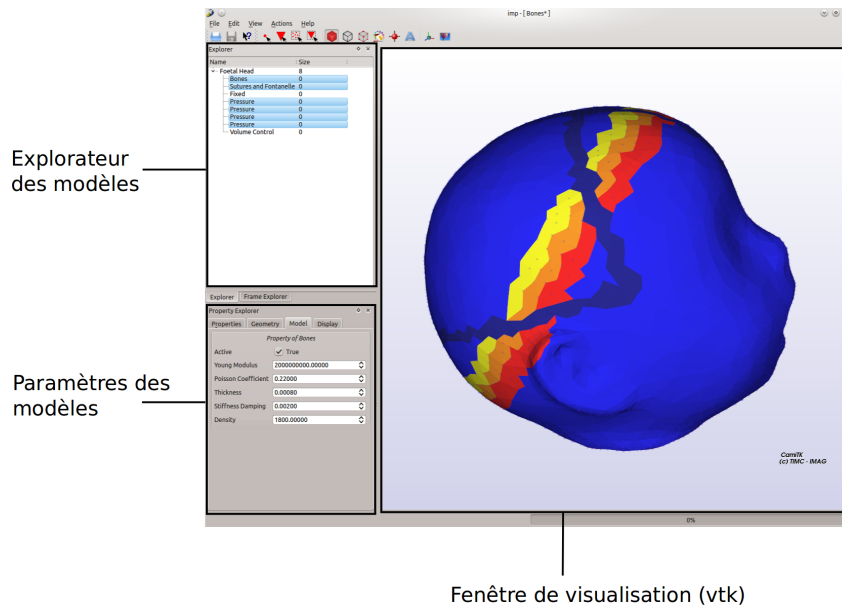 imp - [ Bones* ]
File Edit View Actions Help
Explorer
Name Size
Foetal Head 8
Bones 0
Sutures and Fontanelle 0
Fixed 0
Pressure 0
Pressure 0
Pressure 0
Pressure 0
Volume Control 0
Explorateur
des modèles
Explorer Frame Explorer
Property Explorer
Properties Geometry Model Display
Property of Bones
Active True
Young Modulus 2000000000.00000
Poisson Coefficient 0.22000
Thickness 0.00080
Stiffness Damping 0.00200
Density 1800.00000
Paramètres des
modèles
CamiTK
(c) TIMC - IMAG
0%
Fenêtre de visualisation (vtk)